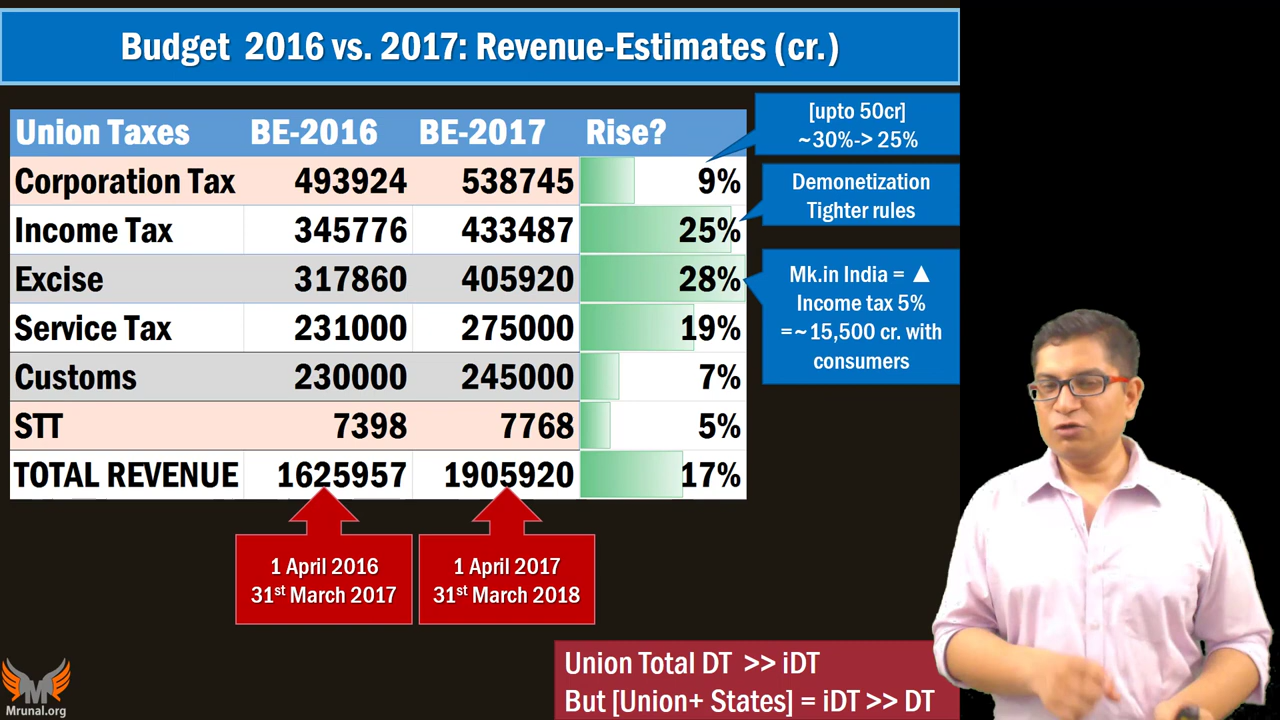 Budget 2016 vs. 2017: Revenue-Estimates (cr.)
Union Taxes BE-2016 BE-2017 Rise?
Corporation Tax 493924 538745 9%
Income Tax 345776 433487 25%
Excise 317860 405920 28%
Service Tax 231000 275000 19%
Customs 230000 245000 7%
STT 7398 7768 5%
TOTAL REVENUE 1625957 1905920 17%
[upto 50cr]
~30%-> 25%
Demonetization
Tighter rules
Mk.in India = ▲
Income tax 5%
=~15,500 cr. with
consumers
1 April 2016
31st March 2017
1 April 2017
31st March 2018
Union Total DT >> iDT
But [Union+ States] = iDT >> DT
Mrunal.org